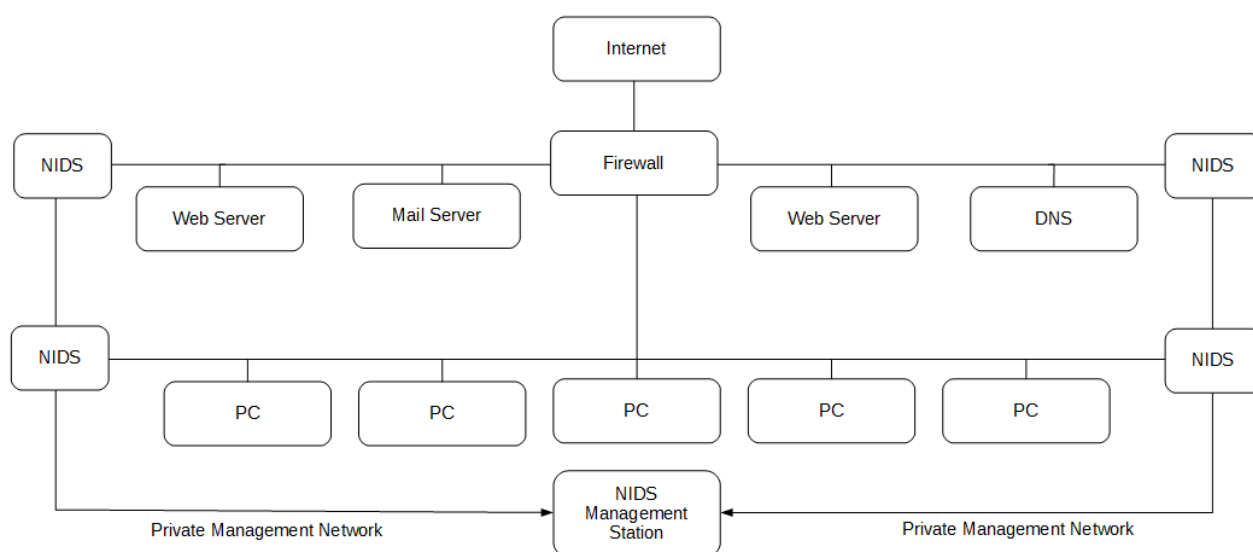 Internet
NIDS
Firewall
NIDS
Web Server
Mail Server
Web Server
DNS
NIDS
NIDS
PC
PC
PC
PC
PC
NIDS
Management
Station
Private Management Network
Private Management Network